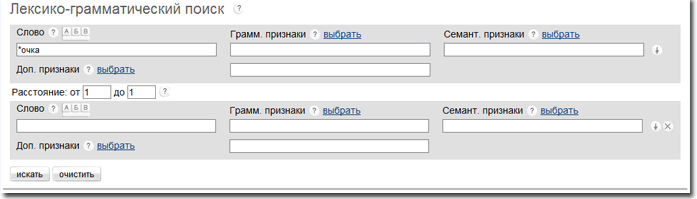 Лексико-грамматический поиск ?
Слово ? А Б В Грамм. признаки ? выбрать Семант. признаки ? выбрать
*очка
Доп. признаки ? выбрать
Расстояние: от 1 до 1 ?
Слово ? А Б В Грамм. признаки ? выбрать Семант. признаки ? выбрать
Доп. признаки ? выбрать
искать очистить